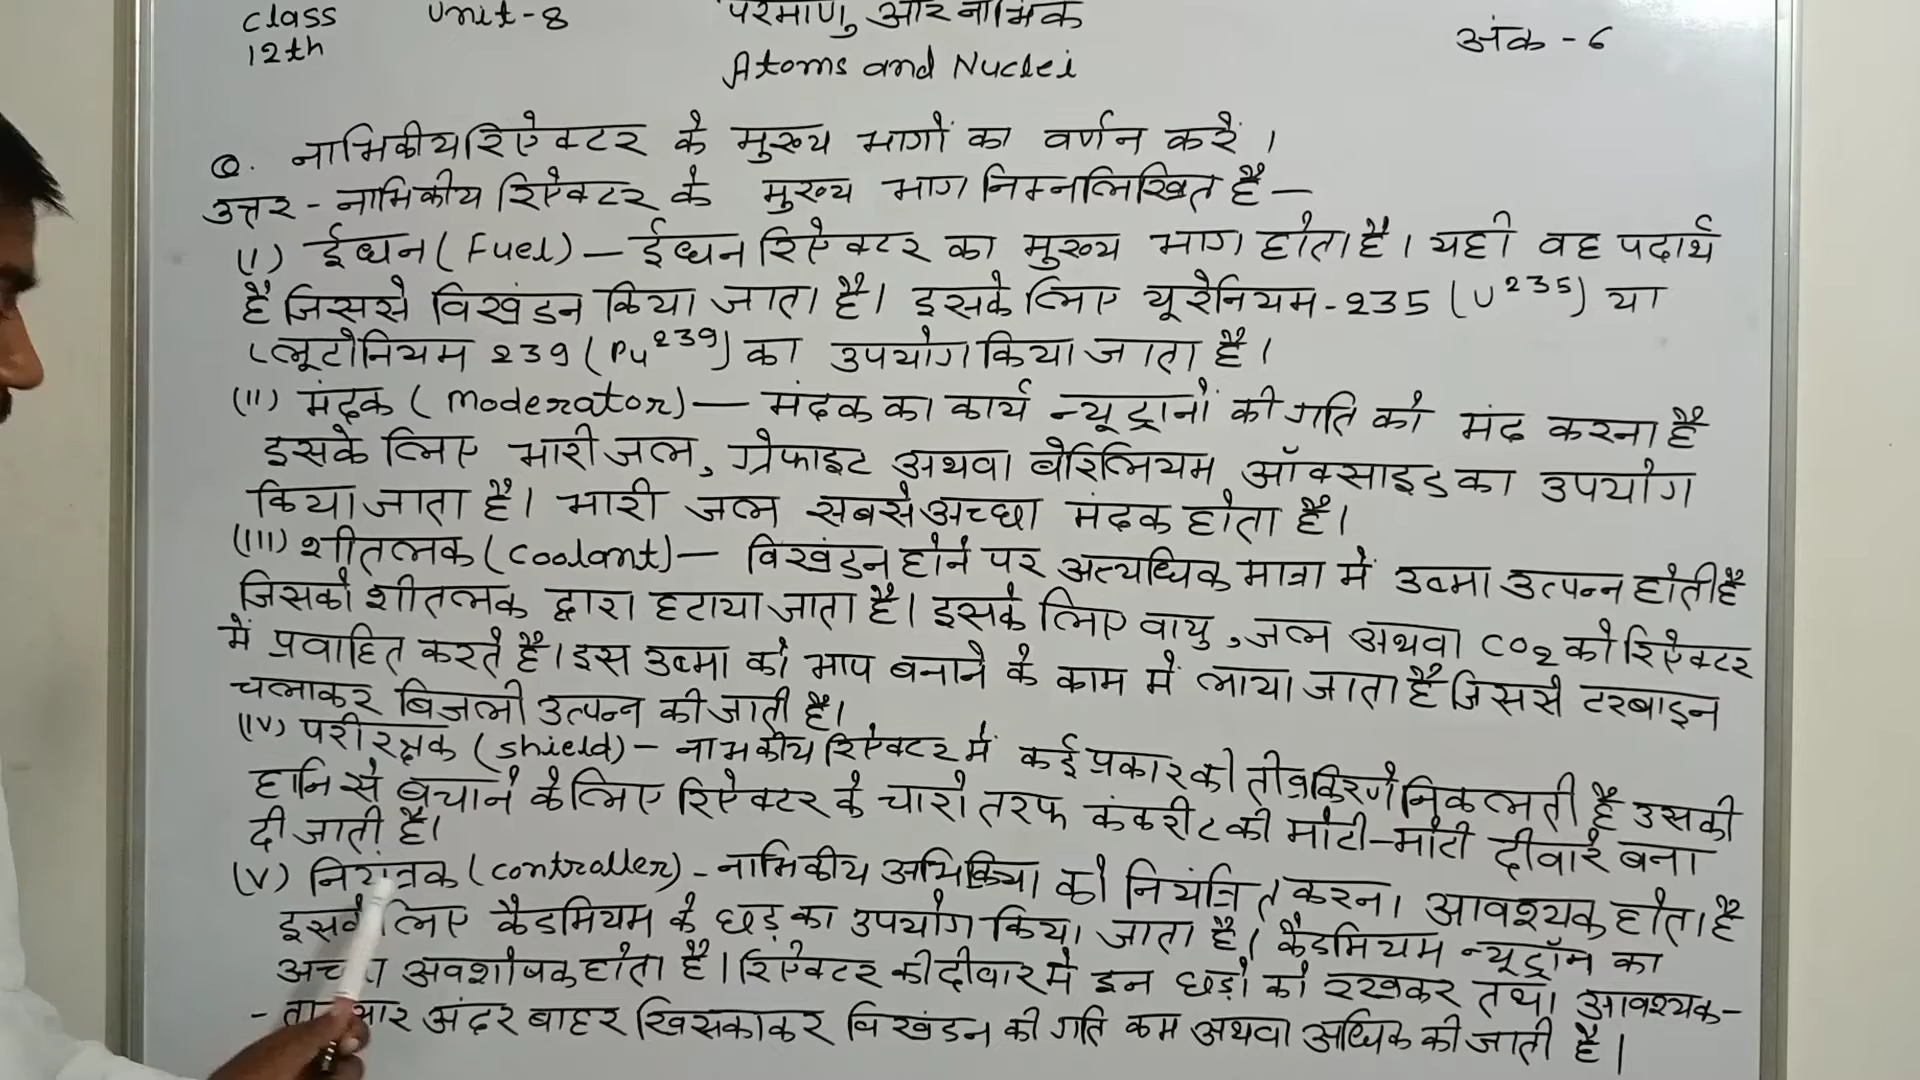 class Unit-8 परमाणु और नाभिक अंक - 6
12th Atoms and Nuclei
Q. नाभिकीय रिऐक्टर के मुख्य भागों का वर्णन करें ।
उत्तर - नाभिकीय रिऐक्टर के मुख्य भाग निम्नलिखित हैं —
(I) ईंधन ( Fuel) — ईंधन रिऐक्टर का मुख्य भाग होता है। यही वह पदार्थ
है जिससे विखंडन किया जाता है। इसके लिए यूरेनियम-235 (U²³⁵) या
प्लूटोनियम 239 (Pu²³⁹) का उपयोग किया जाता है।
(II) मंदक ( Moderator) — मंदक का कार्य न्यूट्रानों की गति को मंद करना है
इसके लिए भारी जल, ग्रेफाइट अथवा बेरिलियम ऑक्साइड का उपयोग
किया जाता है। भारी जल सबसे अच्छा मंदक होता है।
(III) शीतलक (coolant) — विखंडन होने पर अत्यधिक मात्रा में उष्मा उत्पन्न होती है
जिसको शीतलक द्वारा हटाया जाता है। इसके लिए वायु, जल अथवा CO₂ को रिऐक्टर
में प्रवाहित करते हैं। इस उष्मा को भाप बनाने के काम में लाया जाता है जिससे टरबाइन
चलाकर बिजली उत्पन्न की जाती है।
(IV) परीरक्षक (shield) - नाभकीय रिऐक्टर में कई प्रकार की तीव्र किरणे निकलती है उसकी
हानि से बचाने के लिए रिऐक्टर के चारो तरफ कंकरीट की मोटी-मोटी दीवारे बना
दी जाती है।
(V) नियंत्रक (controller) - नाभिकीय अभिक्रिया को नियंत्रित करना आवश्यक होता है
इसके लिए कैडमियम के छड़ का उपयोग किया जाता है। कैडमियम न्यूट्रॉन का
अवशोषक होता है। रिऐक्टर की दीवार मे इन छड़ो को रखकर तथा आवश्यक-
अंदर बाहर खिसकाकर विखंडन की गति कम अथवा अधिक की जाती है।